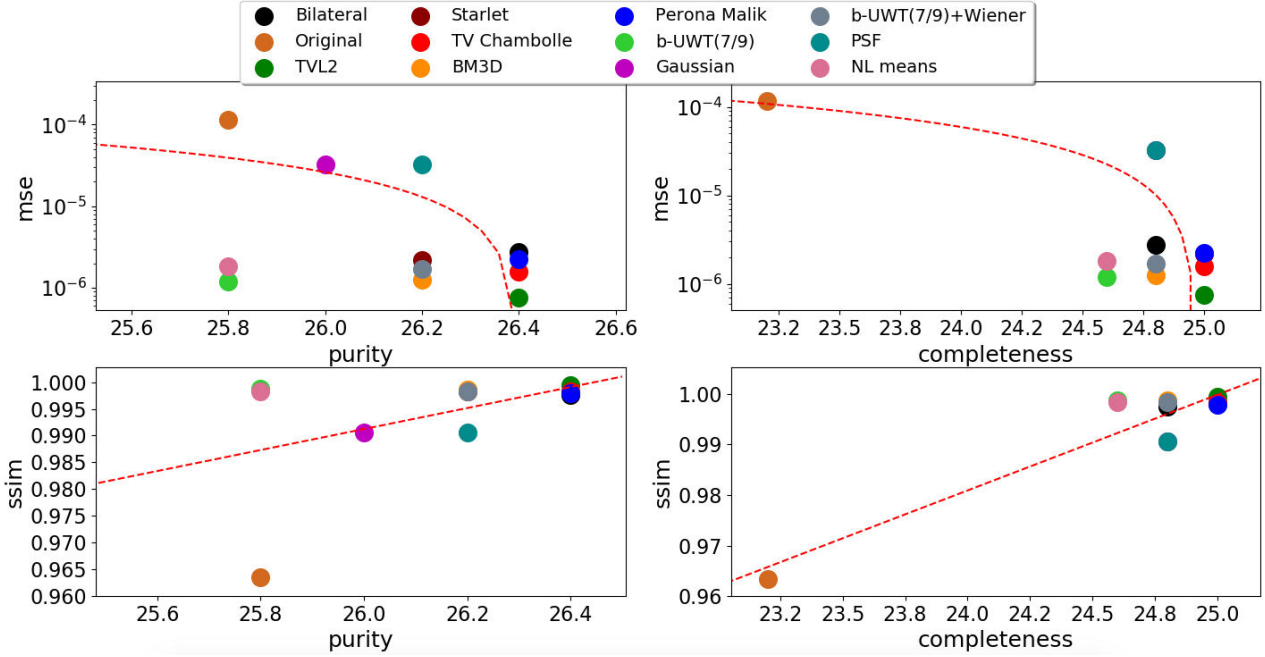 Bilateral Starlet Perona Malik b-UWT(7/9)+Wiener
Original TV Chambolle b-UWT(7/9) PSF
TVL2 BM3D Gaussian NL means
10⁻⁴
10⁻⁵
10⁻⁶
mse
25.6 25.8 26.0 26.2 26.4 26.6
purity
10⁻⁴
10⁻⁵
10⁻⁶
mse
23.2 23.5 23.8 24.0 24.2 24.5 24.8 25.0
completeness
1.000
0.995
0.990
0.985
0.980
0.975
0.970
0.965
0.960
ssim
25.6 25.8 26.0 26.2 26.4
purity
1.00
0.99
0.98
0.97
0.96
ssim
23.2 23.5 23.8 24.0 24.2 24.5 24.8 25.0
completeness